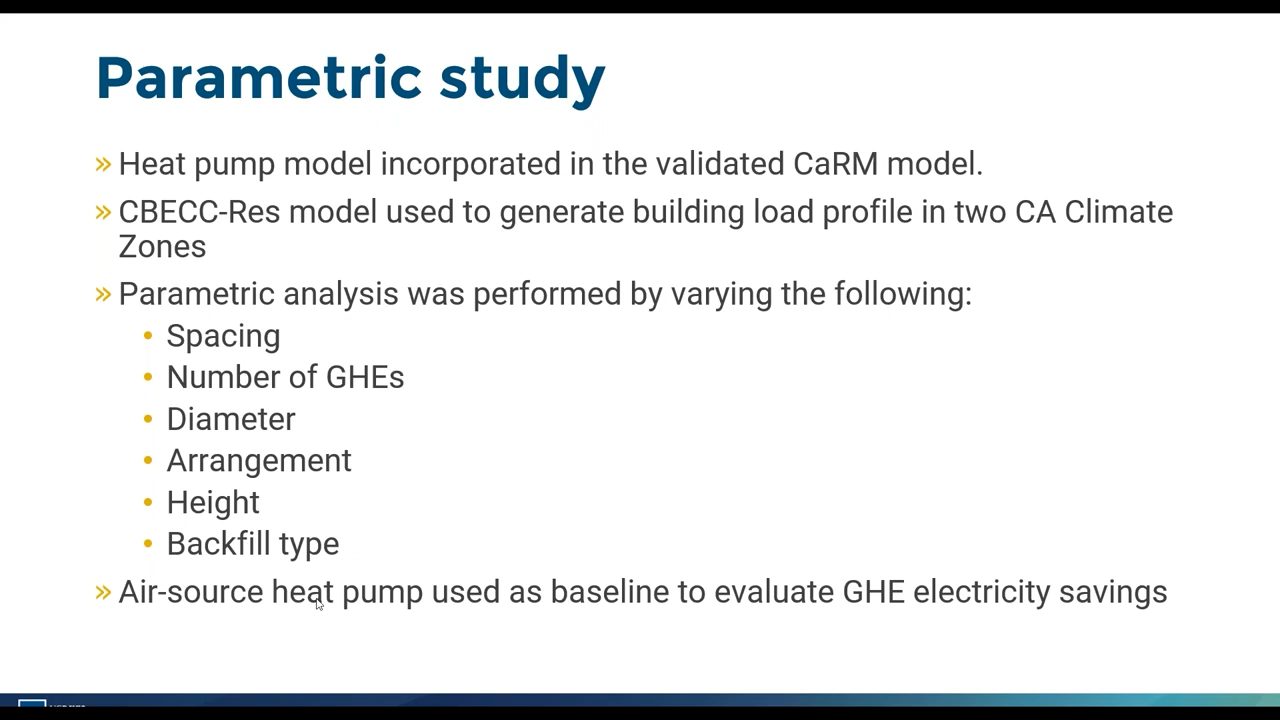 Parametric study
» Heat pump model incorporated in the validated CaRM model.
» CBECC-Res model used to generate building load profile in two CA Climate
Zones
» Parametric analysis was performed by varying the following:
• Spacing
• Number of GHEs
• Diameter
• Arrangement
• Height
• Backfill type
» Air-source heat pump used as baseline to evaluate GHE electricity savings